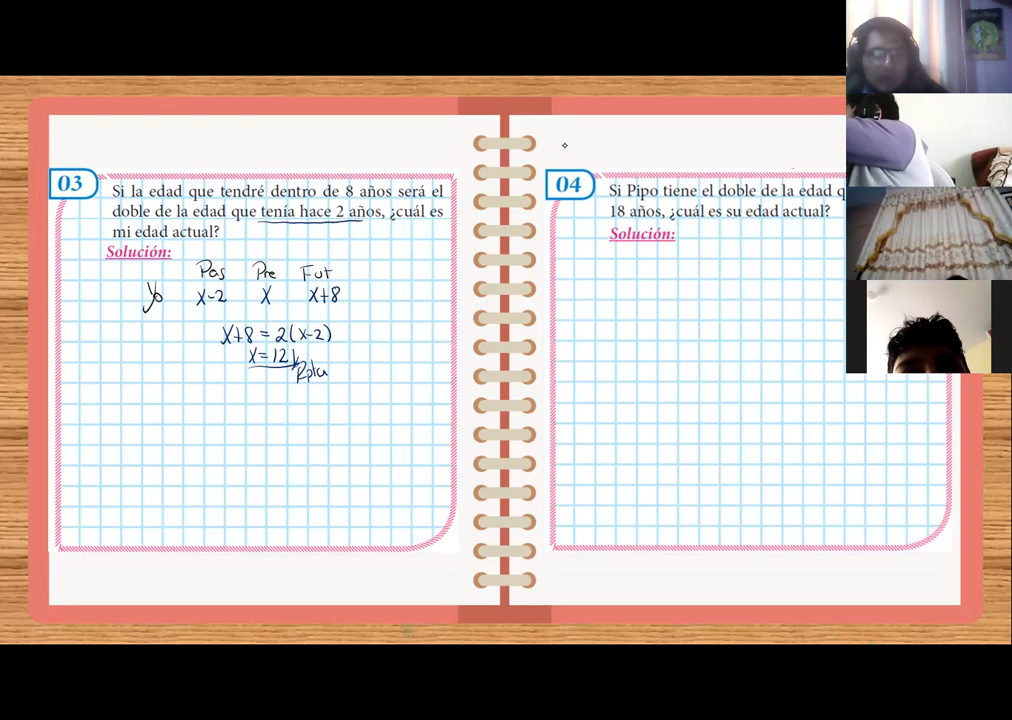 03
Si la edad que tendré dentro de 8 años será el
doble de la edad que tenía hace 2 años, ¿cuál es
mi edad actual?
Solución:
Pas Pre Fut
Yo x-2 x x+8
x+8 = 2(x-2)
x = 12
Rpta
04
Si Pipo tiene el doble de la edad q
18 años, ¿cuál es su edad actual?
Solución: